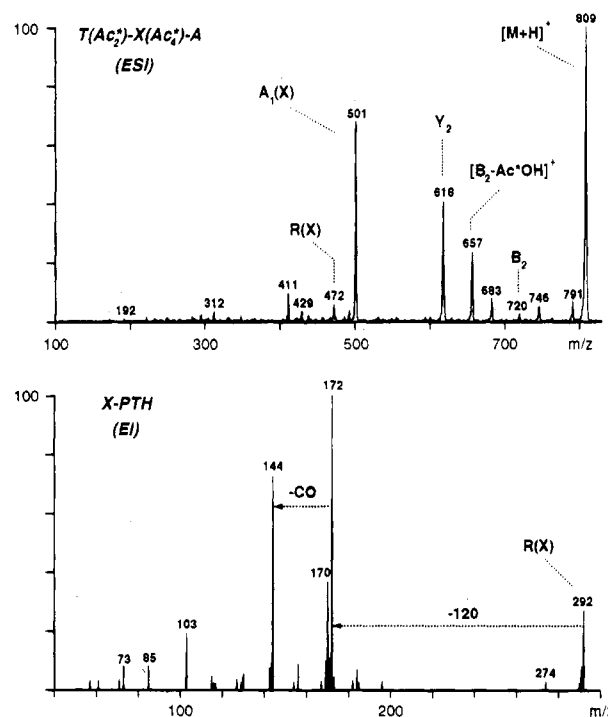 100
T(Ac₂*)-X(Ac₄*)-A
(ESI)
809
[M+H]⁺
A₁(X)
501
Y₂
618
[B₂-Ac*OH]⁺
657
R(X)
472
B₂
411
429
312
192
683
720
746
791
100 300 500 700 m/z
100
X-PTH
(EI)
172
144
-CO
R(X)
292
170
-120
103
73
85
274
100 200 m/z